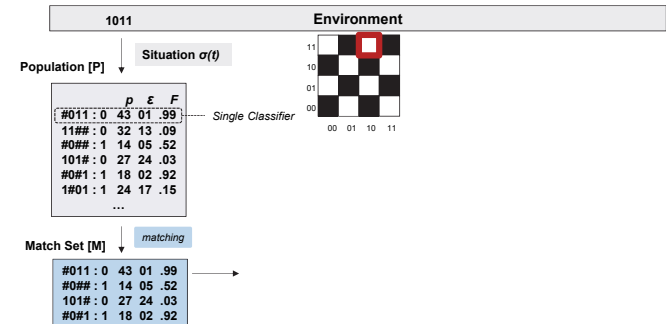 1011
Environment
Situation σ(t)
Population [P]
p ε F
#011 : 0 43 01 .99
11## : 0 32 13 .09
#0## : 1 14 05 .52
101# : 0 27 24 .03
#0#1 : 1 18 02 .92
1#01 : 1 24 17 .15
...
Single Classifier
11
10
01
00
00 01 10 11
matching
Match Set [M]
#011 : 0 43 01 .99
#0## : 1 14 05 .52
101# : 0 27 24 .03
#0#1 : 1 18 02 .92